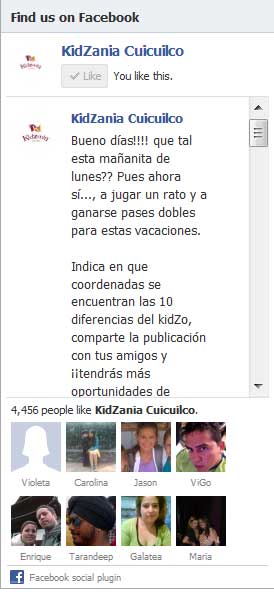 Find us on Facebook
KidZania Cuicuilco
Like
You like this.
KidZania Cuicuilco
Bueno días!!!! que tal
esta mañanita de
lunes?? Pues ahora
sí..., a jugar un rato y a
ganarse pases dobles
para estas vacaciones.
Indica en que
coordenadas se
encuentran las 10
diferencias del kidZo,
comparte la publicación
con tus amigos y
¡¡tendrás más
oportunidades de
4,456 people like KidZania Cuicuilco.
Violeta Carolina Jason ViGo
Enrique Tarandeep Galatea Maria
Facebook social plugin